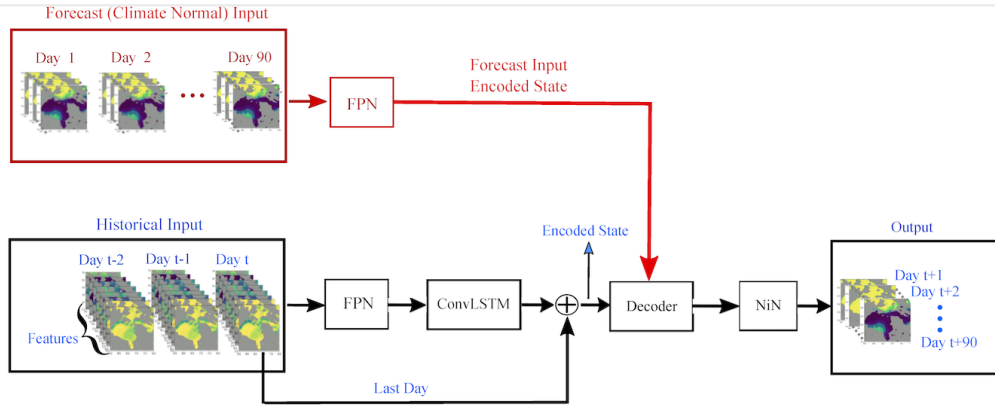 Forecast (Climate Normal) Input
Day 1
Day 2
...
Day 90
FPN
Forecast Input
Encoded State
Historical Input
Day t-2
Day t-1
Day t
Features
FPN
ConvLSTM
Encoded State
Decoder
NiN
Output
Day t+1
Day t+2
Day t+90
Last Day